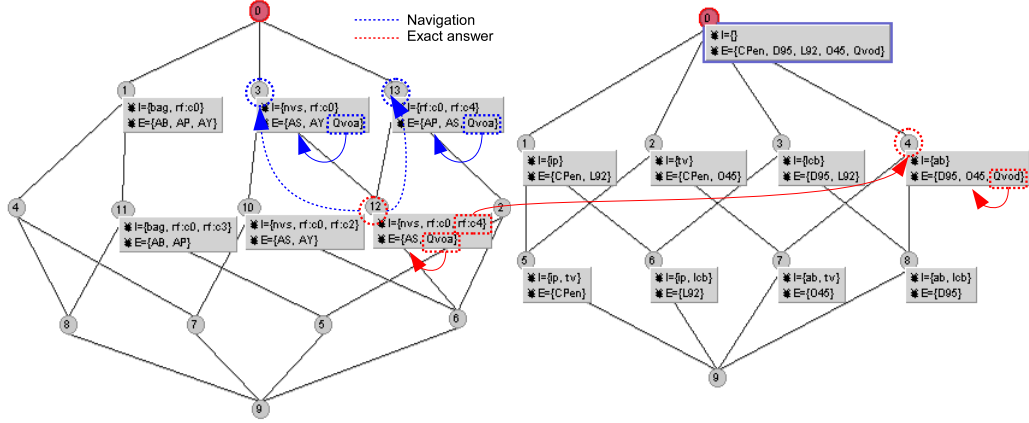 0
Navigation
Exact answer
1
I={bag, rf:c0}
E={AB, AP, AY}
3
I={nvs, rf:c0}
E={AS, AY Qvoa}
13
I={rf:c0, rf:c4}
E={AP, AS, Qvoa}
4
11
I={bag, rf:c0, rf:c3}
E={AB, AP}
10
I={nvs, rf:c0, rf:c2}
E={AS, AY}
12
I={nvs, rf:c0, rf:c4}
E={AS, Qvoa}
2
8
7
5
6
9
0
I={}
E={CPen, D95, L92, O45, Qvod}
1
I={ip}
E={CPen, L92}
2
I={tv}
E={CPen, O45}
3
I={lcb}
E={D95, L92}
4
I={ab}
E={D95, O45, Qvod}
5
I={ip, tv}
E={CPen}
6
I={ip, lcb}
E={L92}
7
I={ab, tv}
E={O45}
8
I={ab, lcb}
E={D95}
9